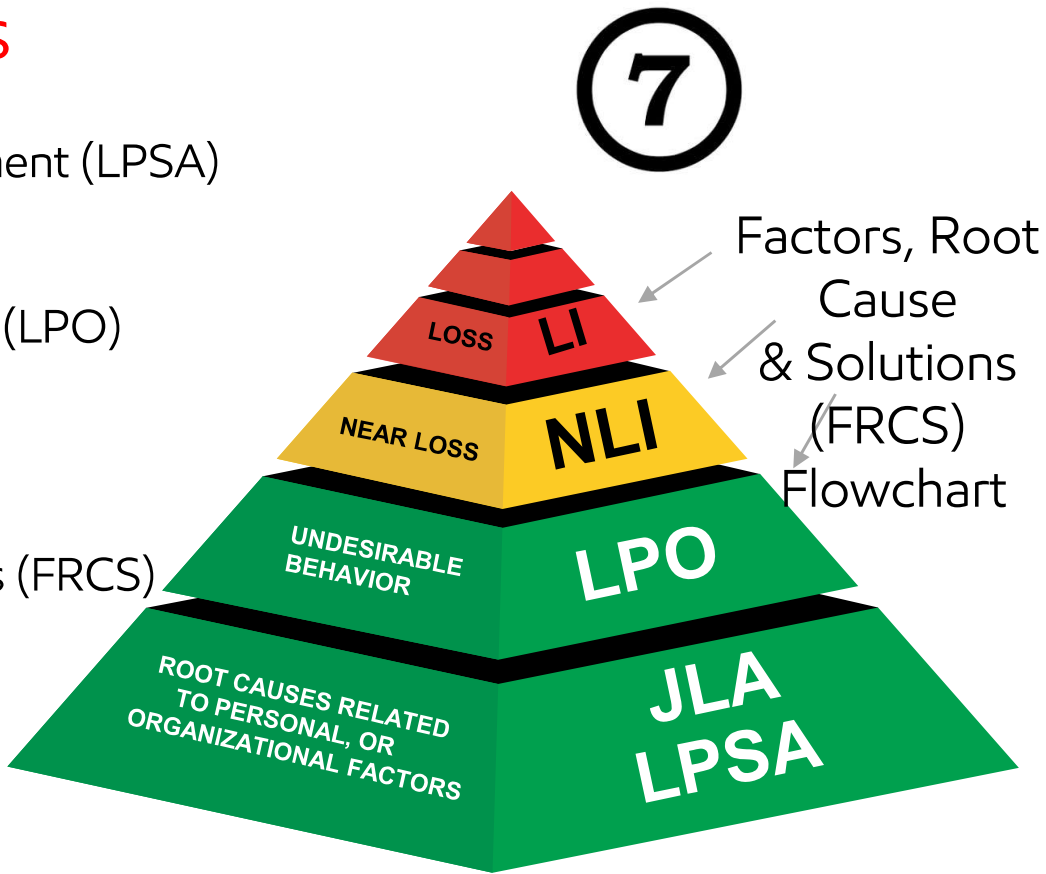 s
7
ment (LPSA)
(LPO)
s (FRCS)
Factors, Root
Cause
& Solutions
(FRCS)
Flowchart
LOSS LI
NEAR LOSS NLI
UNDESIRABLE
BEHAVIOR
LPO
ROOT CAUSES RELATED
TO PERSONAL, OR
ORGANIZATIONAL FACTORS
JLA
LPSA